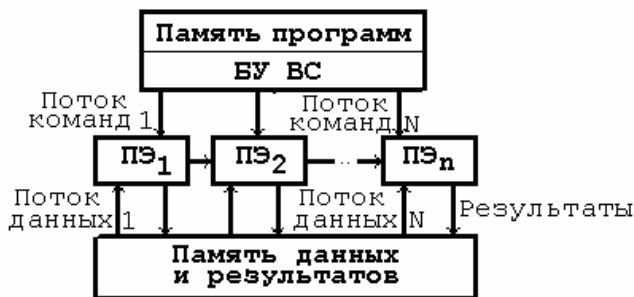 Память программ
БУ ВС
Поток
команд 1
Поток
команд N
ПЭ1
ПЭ2
...
ПЭn
Поток
данных 1
Поток
данных N
Результаты
Память данных
и результатов